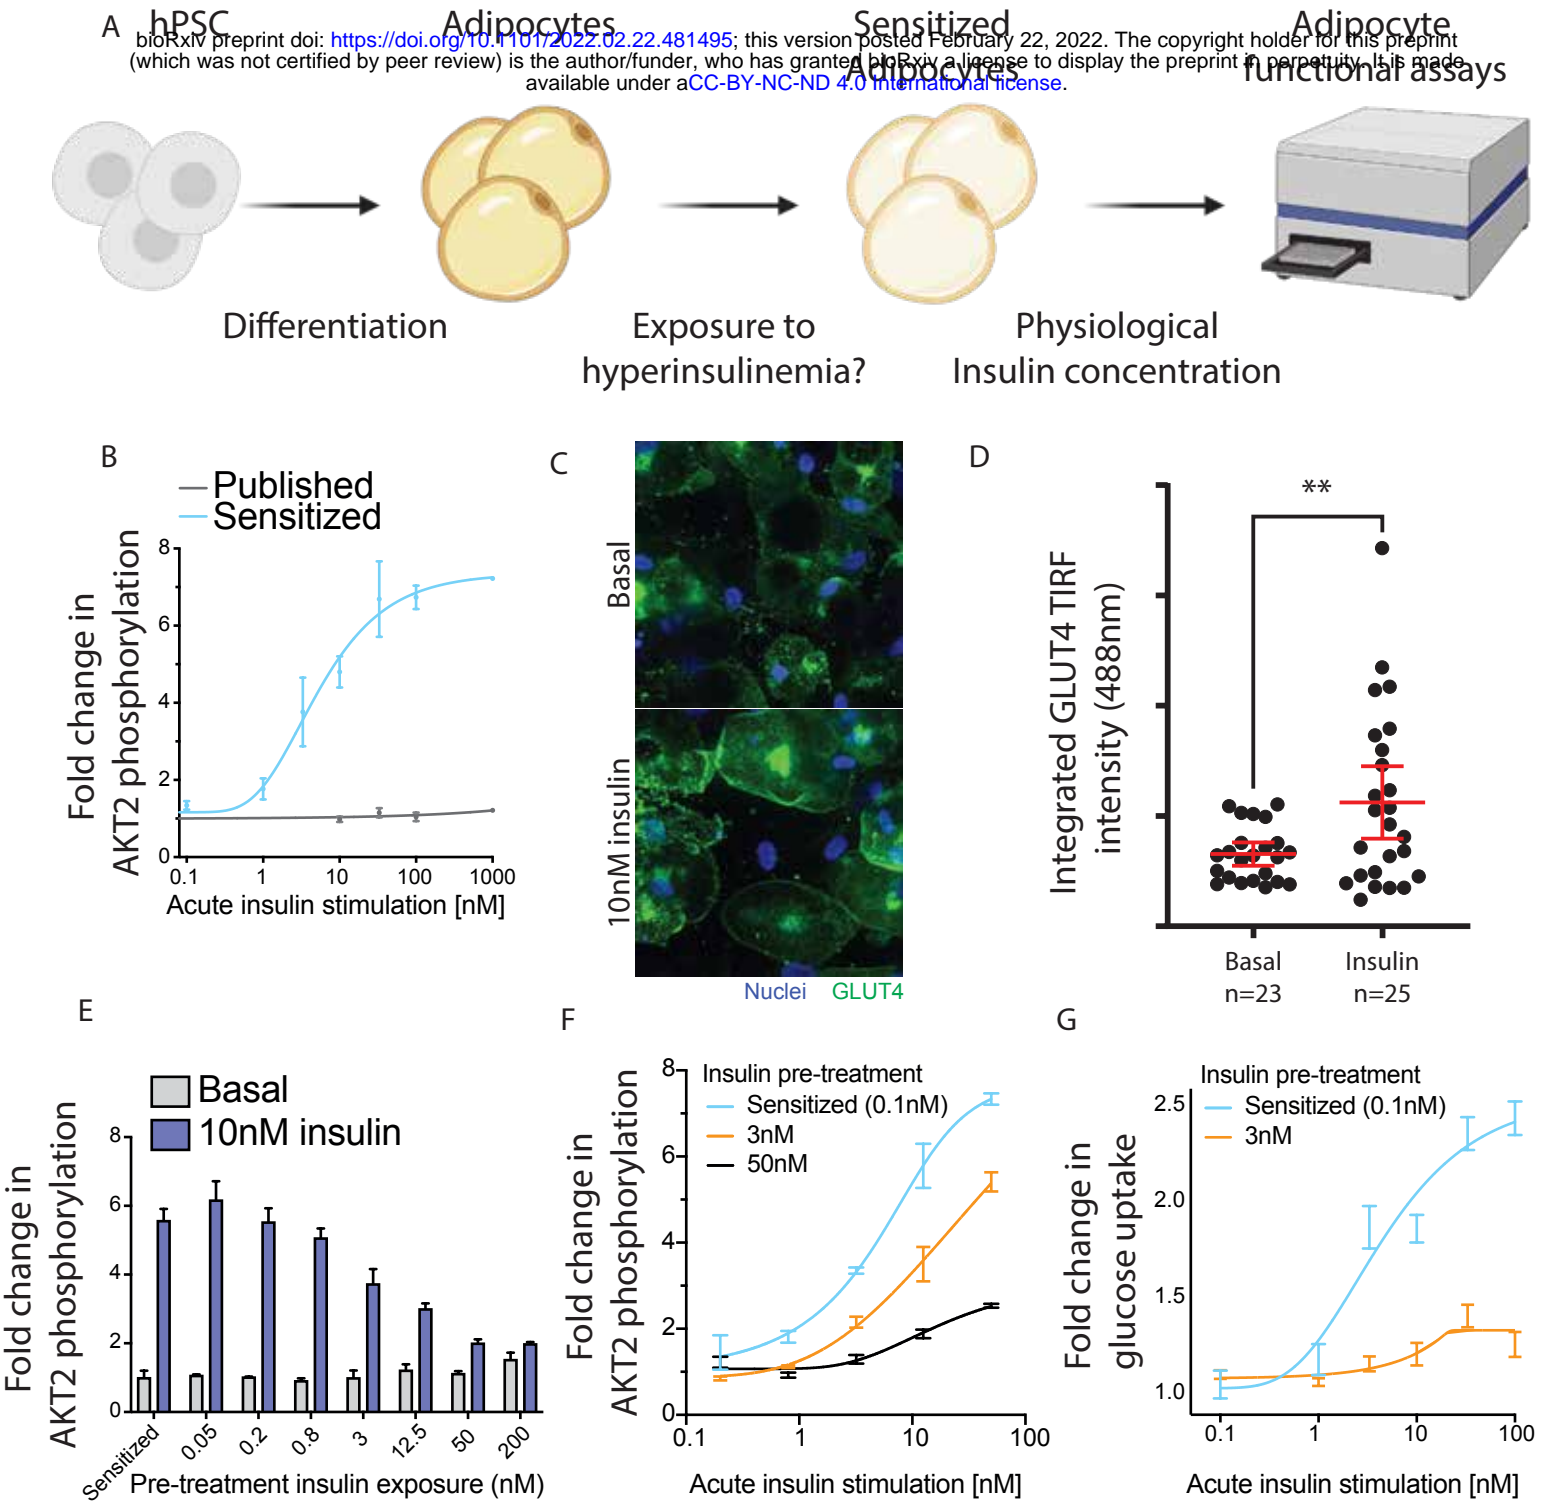 A
hPSC
Adipocytes
Sensitized
Adipocytes
Adipocyte
functional assays
bioRxiv preprint doi: https://doi.org/10.1101/2022.02.22.481495; this version posted February 22, 2022. The copyright holder for this preprint
(which was not certified by peer review) is the author/funder, who has granted bioRxiv a license to display the preprint in perpetuity. It is made
available under aCC-BY-NC-ND 4.0 International license.
Differentiation
Exposure to
hyperinsulinemia?
Physiological
Insulin concentration
B
Published
Sensitized
Fold change in
AKT2 phosphorylation
8
6
4
2
0
0.1 1 10 100 1000
Acute insulin stimulation [nM]
C
Basal
10nM insulin
Nuclei GLUT4
D
**
Integrated GLUT4 TIRF
intensity (488nm)
Basal
n=23
Insulin
n=25
E
Basal
10nM insulin
Fold change in
AKT2 phosphorylation
8
6
4
2
0
Sensitized 0.05 0.2 0.8 3 12.5 50 200
Pre-treatment insulin exposure (nM)
F
Insulin pre-treatment
Sensitized (0.1nM)
3nM
50nM
Fold change in
AKT2 phosphorylation
8
6
4
2
0
0.1 1 10 100
Acute insulin stimulation [nM]
G
Insulin pre-treatment
Sensitized (0.1nM)
3nM
Fold change in
glucose uptake
2.5
2.0
1.5
1.0
0.1 1 10 100
Acute insulin stimulation [nM]